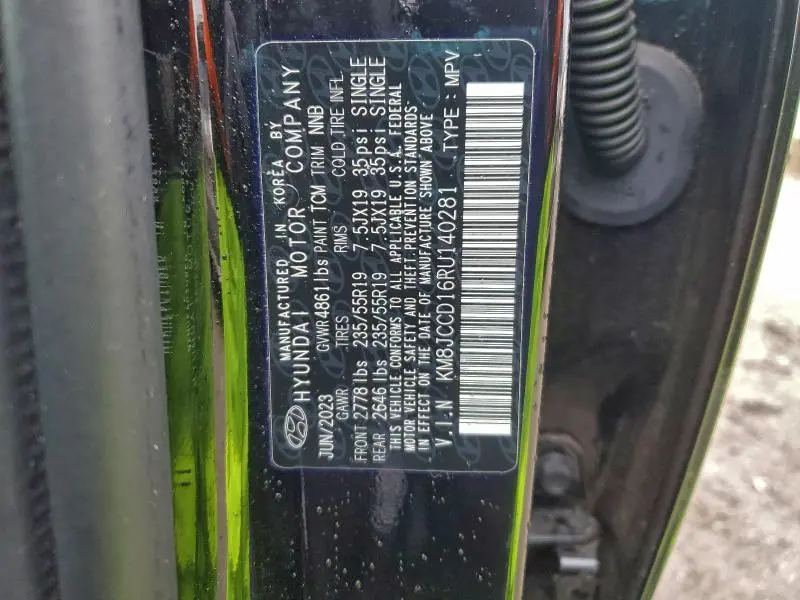 MANUFACTURED IN KOREA BY
HYUNDAI MOTOR COMPANY
JUN/2023 GVWR 4861 lbs PAINT TCM TRIM NNB
GAWR TIRES RIMS COLD TIRE INFL.
FRONT 2778 lbs 235/55R19 7.5JX19 35psi SINGLE
REAR 2646 lbs 235/55R19 7.5JX19 35psi SINGLE
THIS VEHICLE CONFORMS TO ALL APPLICABLE U.S.A. FEDERAL
MOTOR VEHICLE SAFETY AND THEFT PREVENTION STANDARDS
IN EFFECT ON THE DATE OF MANUFACTURE SHOWN ABOVE
V.I.N KM8JCCD16RU140281 TYPE : MPV